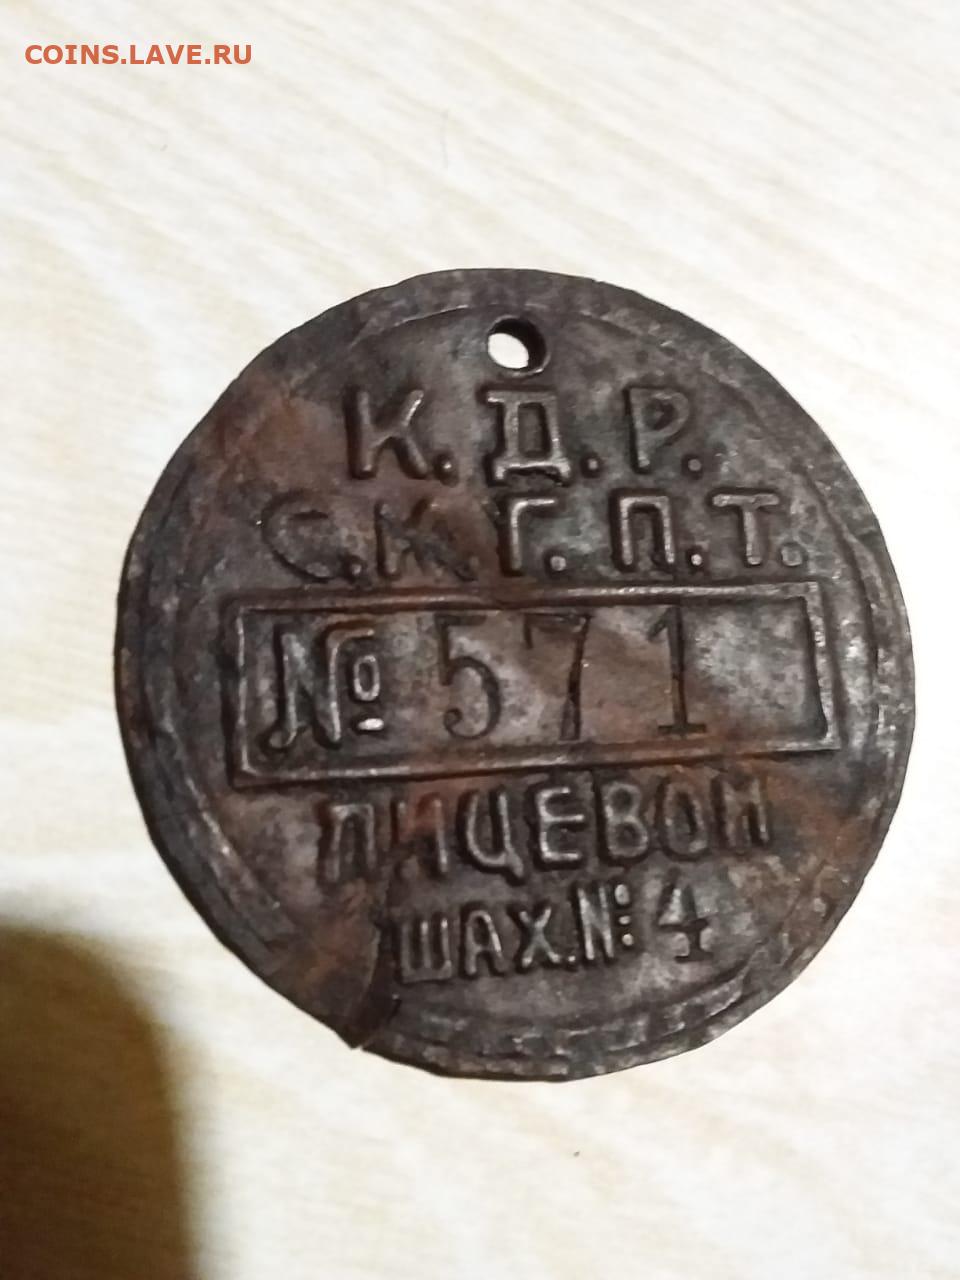 COINS.LAVE.RU
К.Д.Р.
С.К.Г.П.Т.
№ 571
ЛИЦЕВОЙ
ШАХ.№ 4